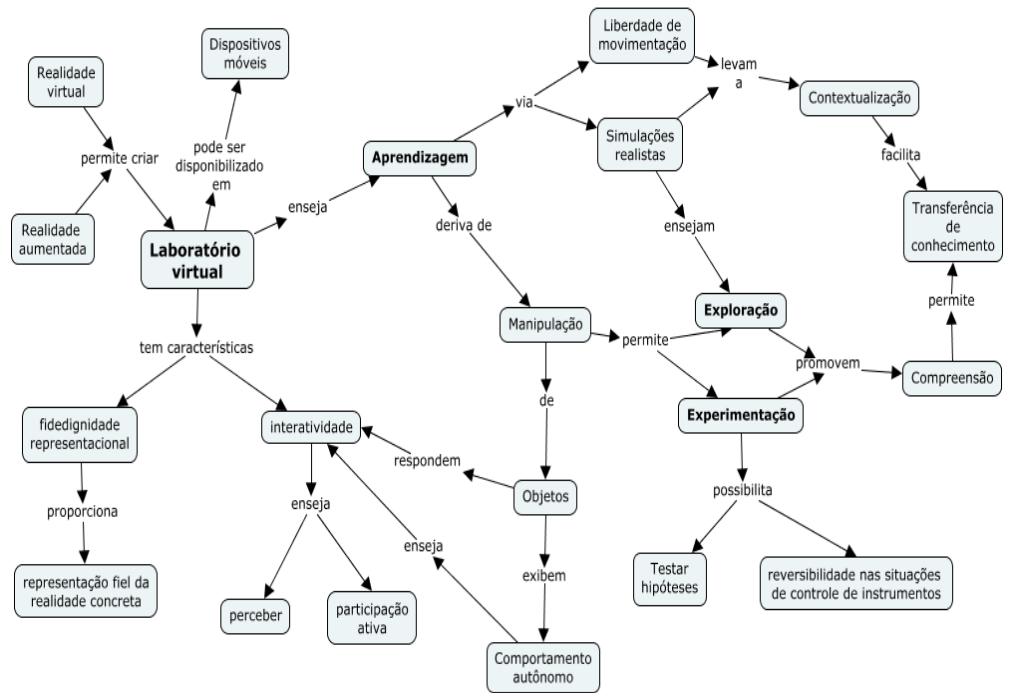 Liberdade de
movimentação
Dispositivos
móveis
Realidade
virtual
levam
a
Contextualização
via
Simulações
realistas
pode ser
disponibilizado
em
permite criar
Aprendizagem
facilita
enseja
Realidade
aumentada
deriva de
ensejam
Transferência
de
conhecimento
Laboratório
virtual
Exploração
permite
Manipulação
permite
tem características
promovem
Compreensão
de
fidedignidade
representacional
interatividade
Experimentação
respondem
Objetos
possibilita
proporciona
enseja
enseja
exibem
Testar
hipóteses
reversibilidade nas situações
de controle de instrumentos
representação fiel da
realidade concreta
perceber
participação
ativa
Comportamento
autônomo